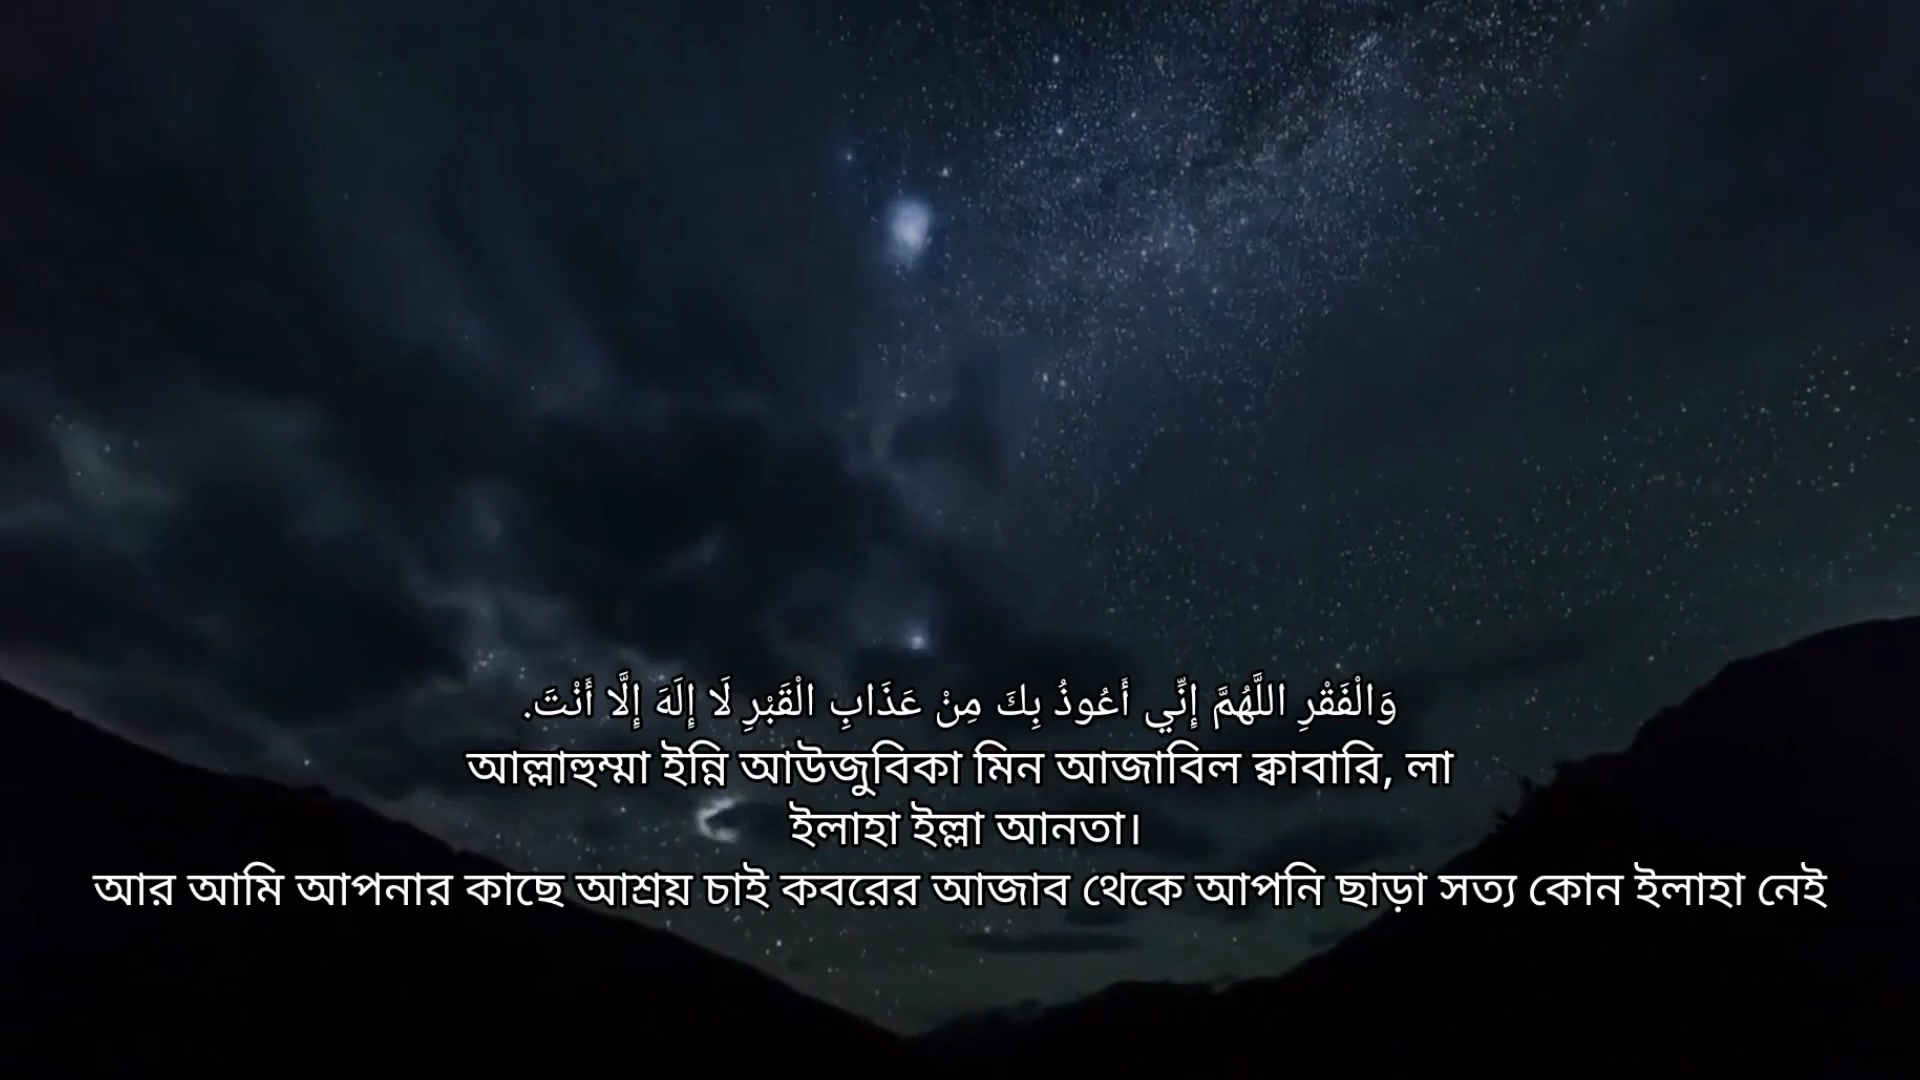 وَالْفَقْرِ اللَّهُمَّ إِنِّي أَعُوذُ بِكَ مِنْ عَذَابِ الْقَبْرِ لَا إِلَهَ إِلَّا أَنْتَ.
আল্লাহুম্মা ইন্নি আউজুবিকা মিন আজাবিল ক্বাবারি, লা
ইলাহা ইল্লা আনতা।
আর আমি আপনার কাছে আশ্রয় চাই কবরের আজাব থেকে আপনি ছাড়া সত্য কোন ইলাহা নেই